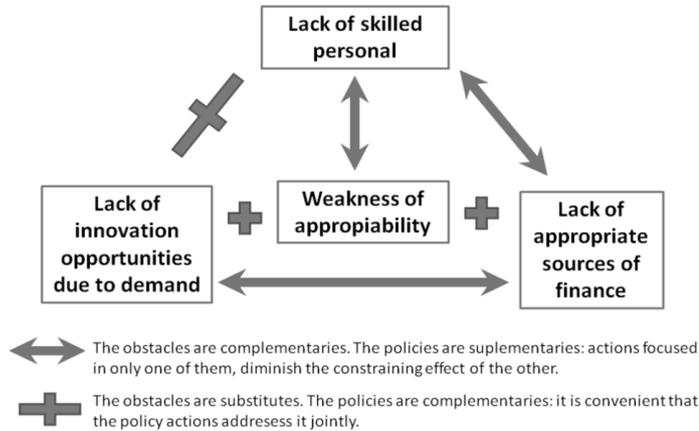 Lack of skilled
personal
Lack of
innovation
opportunities
due to demand
Weakness of
appropiability
Lack of
appropriate
sources of
finance
The obstacles are complementaries. The policies are suplementaries: actions focused
in only one of them, diminish the constraining effect of the other.
The obstacles are substitutes. The policies are complementaries: it is convenient that
the policy actions addresess it jointly.